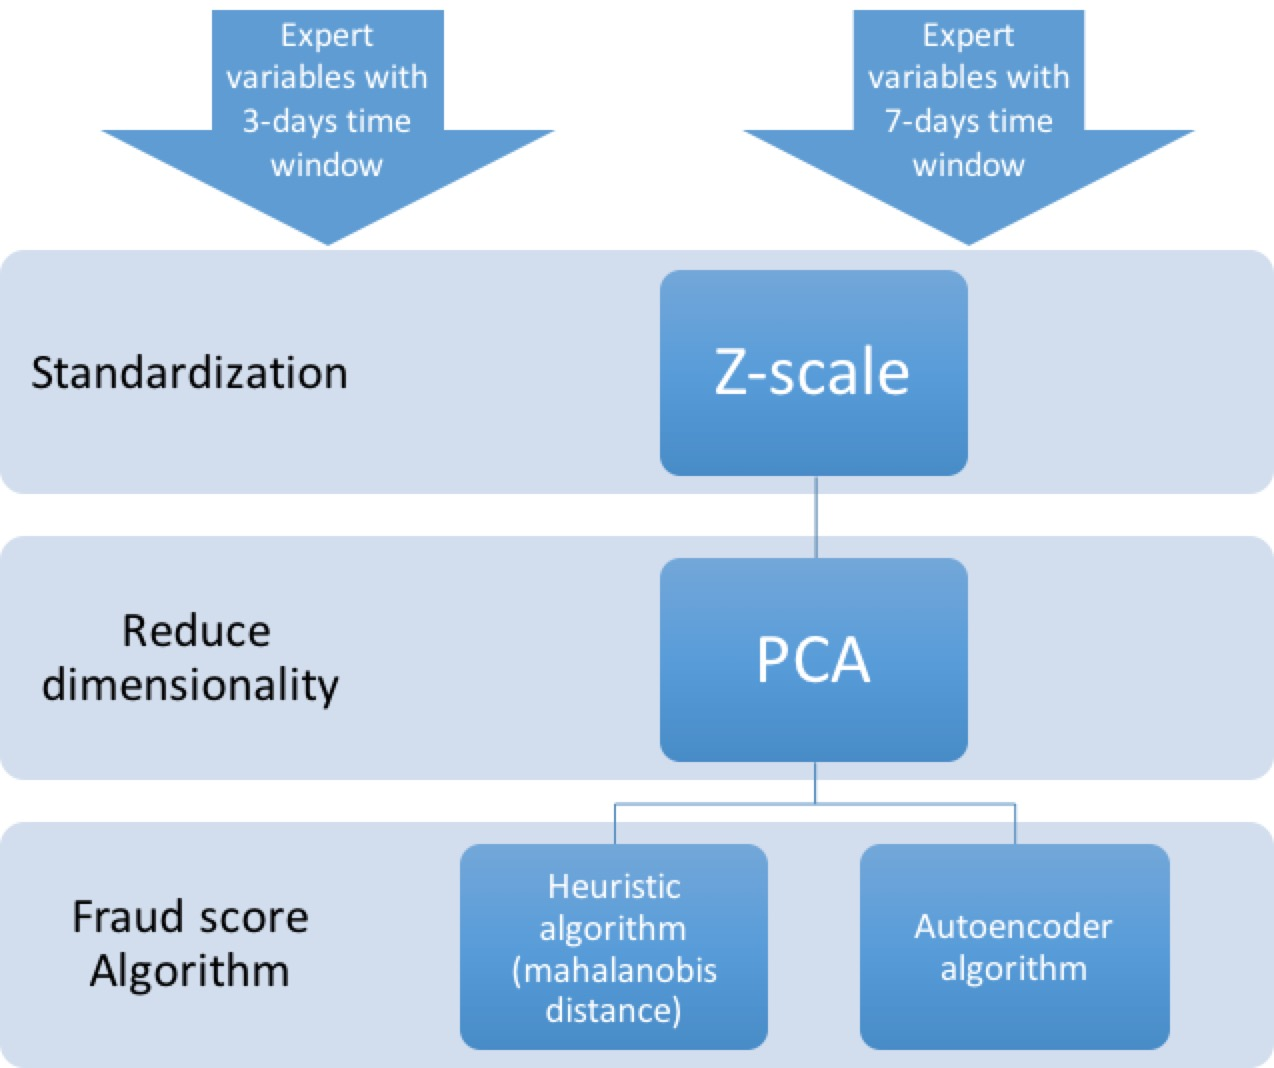 Expert
variables with
3-days time
window
Expert
variables with
7-days time
window
Standardization
Z-scale
Reduce
dimensionality
PCA
Fraud score
Algorithm
Heuristic
algorithm
(mahalanobis
distance)
Autoencoder
algorithm